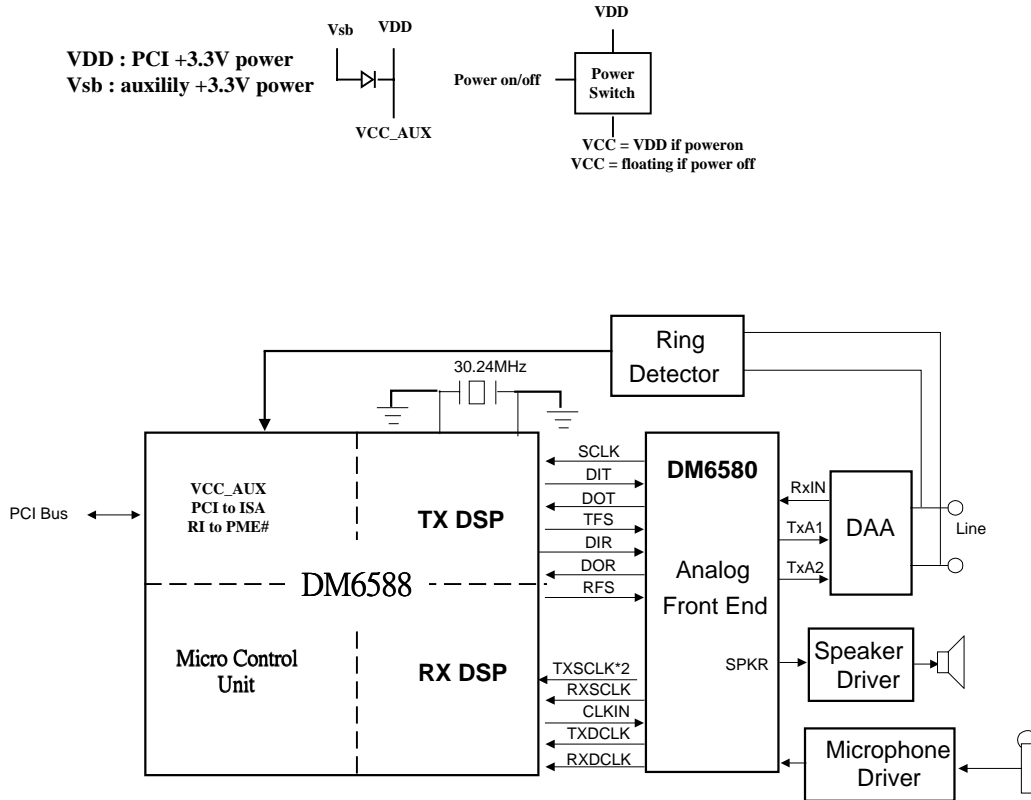 Vsb
VDD
VDD : PCI +3.3V power
Vsb : auxilily +3.3V power
VCC_AUX
VDD
Power on/off
Power
Switch
VCC = VDD if poweron
VCC = floating if power off
Ring
Detector
30.24MHz
PCI Bus
VCC_AUX
PCI to ISA
RI to PME#
TX DSP
DM6588
Micro Control
Unit
RX DSP
SCLK
DIT
DOT
TFS
DIR
DOR
RFS
TXSCLK*2
RXSCLK
CLKIN
TXDCLK
RXDCLK
DM6580
Analog
Front End
SPKR
RxIN
TxA1
TxA2
DAA
Line
Speaker
Driver
Microphone
Driver